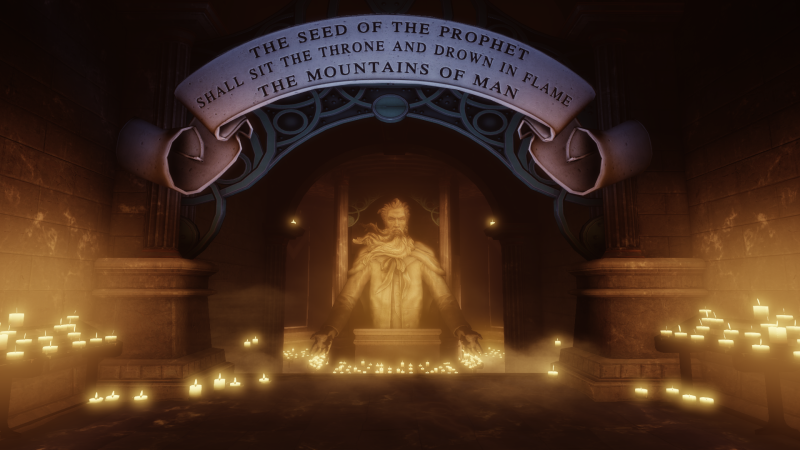 THE SEED OF THE PROPHET
SHALL SIT THE THRONE AND DROWN IN FLAME
THE MOUNTAINS OF MAN